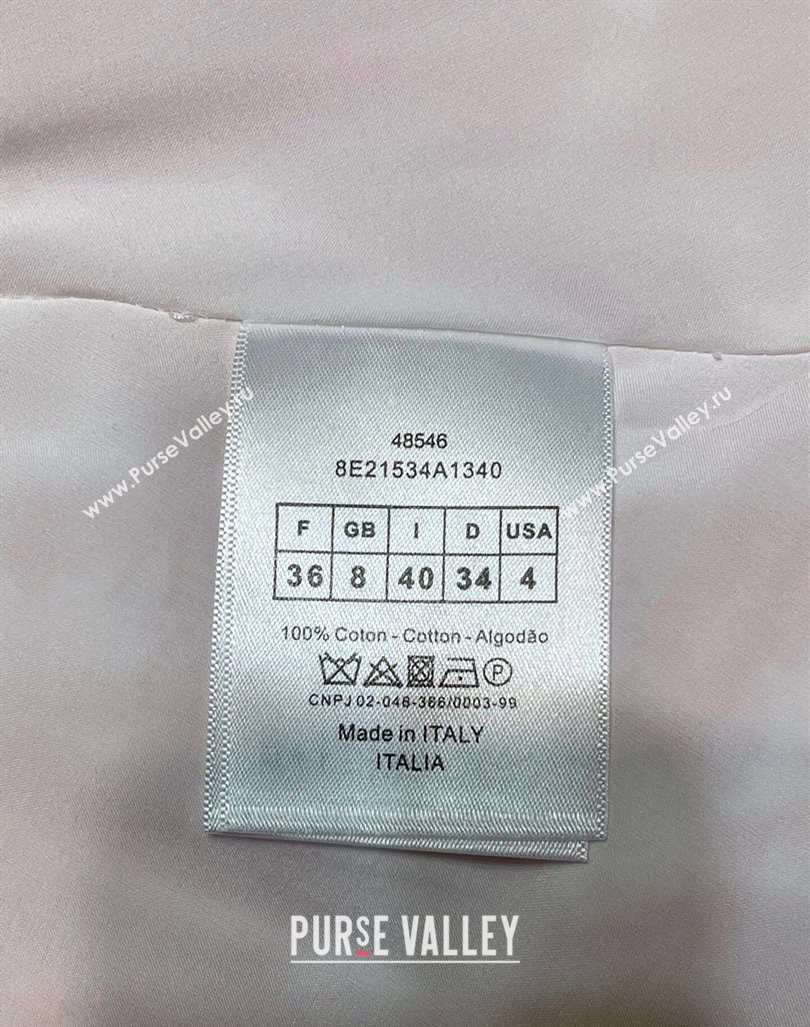 48546
8E21534A1340
F GB I D USA
36 8 40 34 4
www.PurseValley.ru
www.PurseValley.ru
100% Coton - Cotton - Algodão
P
CNPJ 02-046-366/0003-99
Made in ITALY
ITALIA
PURSE VALLEY